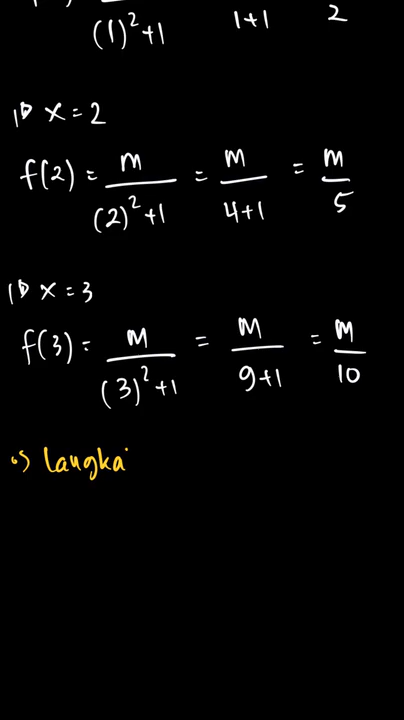 (1)²+1 1+1 2
x = 2
f(2) = m/((2)²+1) = m/(4+1) = m/5
x = 3
f(3) = m/((3)²+1) = m/(9+1) = m/10
Langka